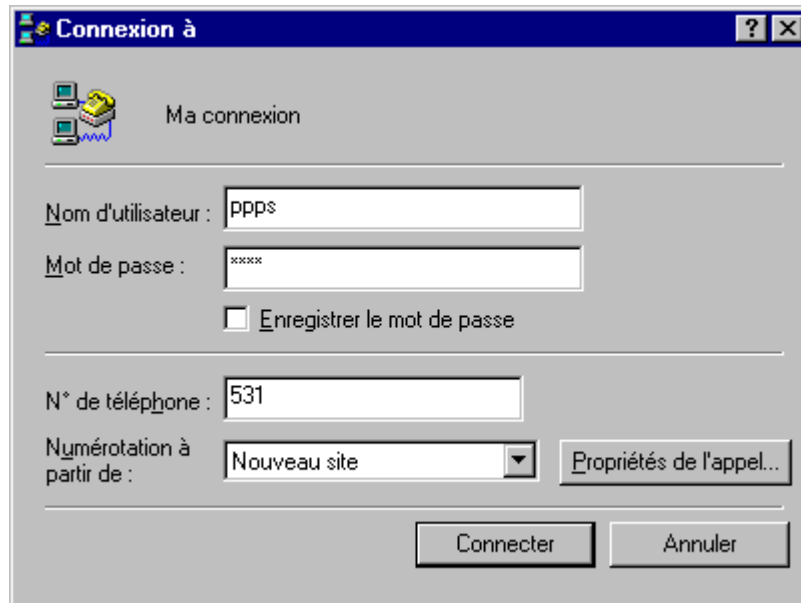 Connexion à
Ma connexion
Nom d'utilisateur : ppps
Mot de passe : ****
Enregistrer le mot de passe
N° de téléphone : 531
Numérotation à
partir de : Nouveau site Propriétés de l'appel...
Connecter Annuler